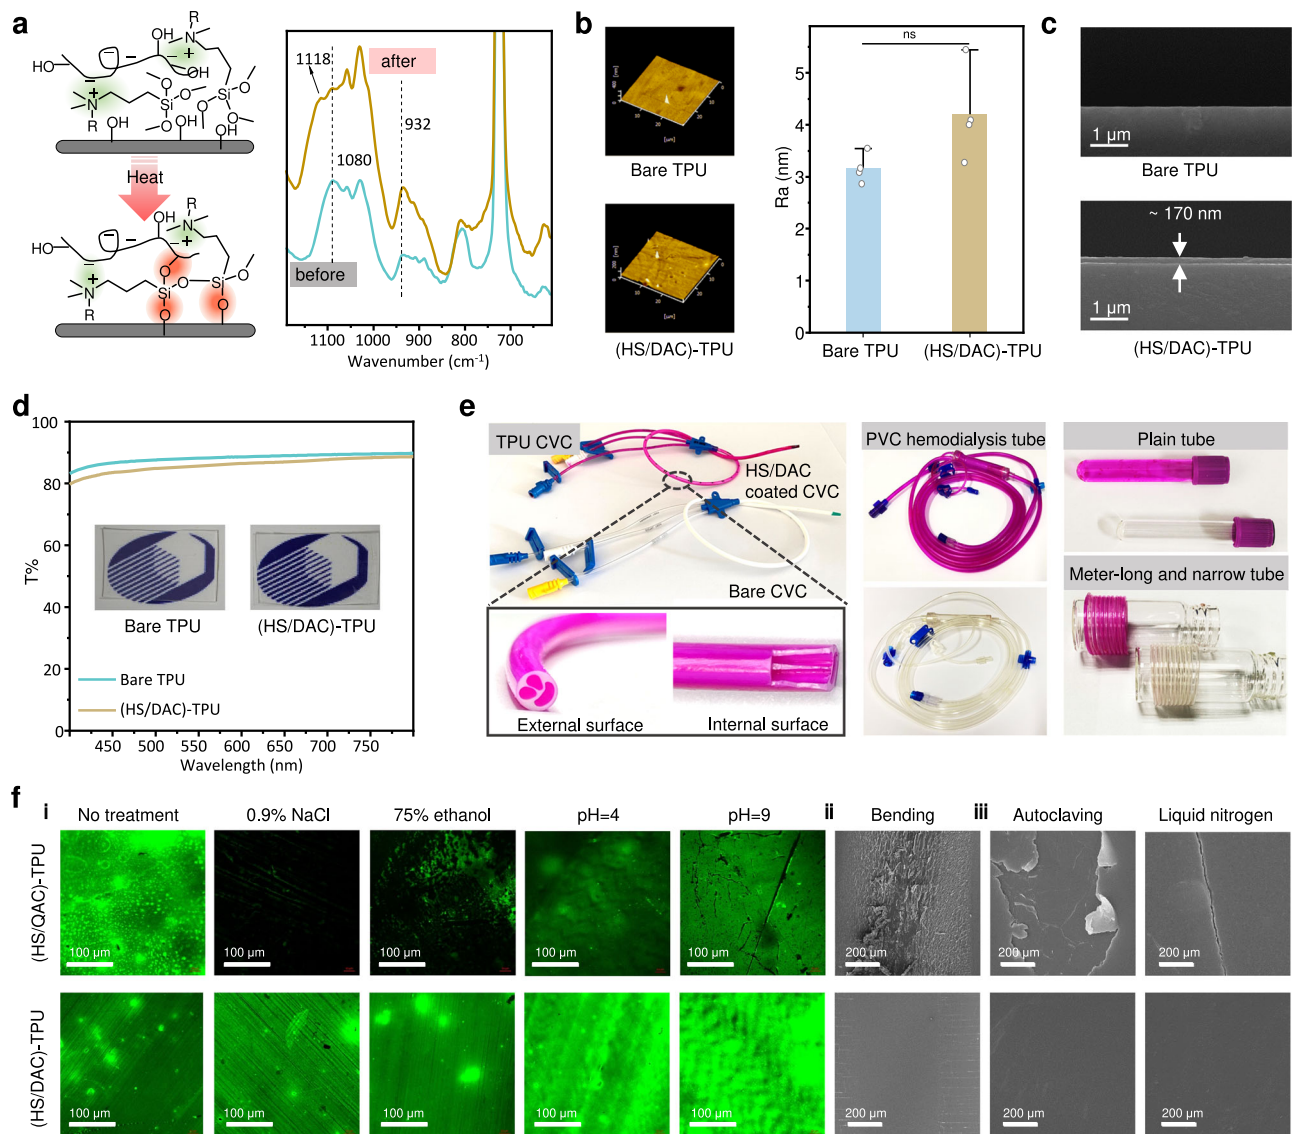 a
R
OH
N
+
−
−
HO
OH
O
O
Si
O
O
Si
O
O
N
+
R
OH
OH
OH
Heat
R
OH
N
+
−
−
HO
O
O
Si
O
N
+
Si
O
R
O
O
1118
after
932
1080
before
1100
1000
900
800
700
Wavenumber (cm-1)
b
Bare TPU
(HS/DAC)-TPU
ns
5
4
3
2
1
0
Ra (nm)
Bare TPU
(HS/DAC)-TPU
c
1 µm
Bare TPU
~ 170 nm
1 µm
(HS/DAC)-TPU
d
100
80
60
40
20
0
T%
Bare TPU
(HS/DAC)-TPU
Bare TPU
(HS/DAC)-TPU
450
500
550
600
650
700
750
Wavelength (nm)
e
TPU CVC
HS/DAC
coated CVC
Bare CVC
External surface
Internal surface
PVC hemodialysis tube
Plain tube
Meter-long and narrow tube
f
i
No treatment
0.9% NaCl
75% ethanol
pH=4
pH=9
ii
Bending
iii
Autoclaving
Liquid nitrogen
(HS/QAC)-TPU
100 µm
100 µm
100 µm
100 µm
100 µm
200 µm
200 µm
200 µm
(HS/DAC)-TPU
100 µm
100 µm
100 µm
100 µm
100 µm
200 µm
200 µm
200 µm